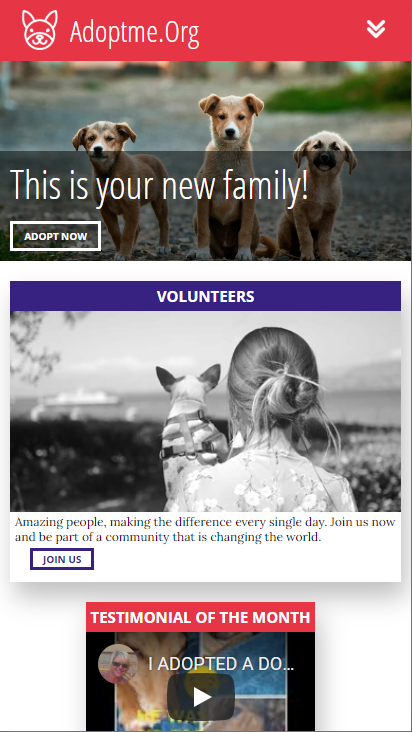 Adoptme.Org
This is your new family!
ADOPT NOW
VOLUNTEERS
Amazing people, making the difference every single day. Join us now
and be part of a community that is changing the world.
JOIN US
TESTIMONIAL OF THE MONTH
I ADOPTED A DO...
HE WAS